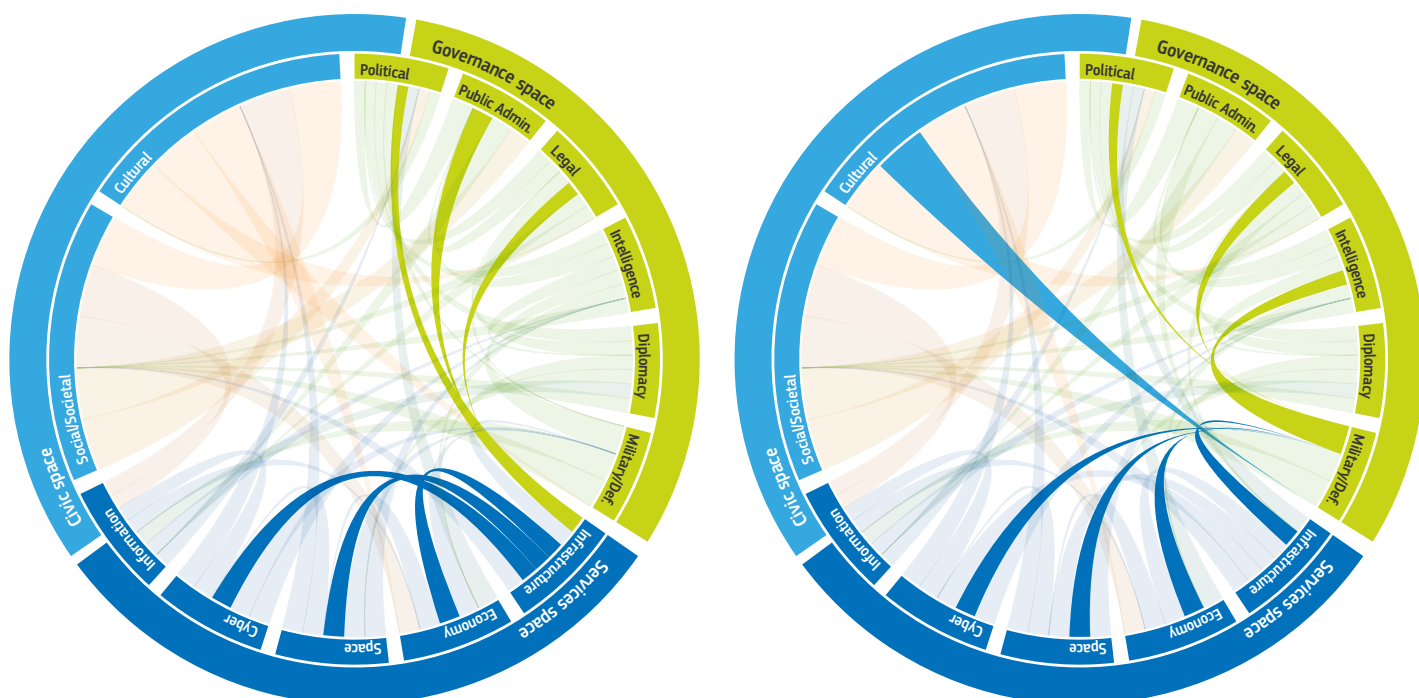 Governance space
Political
Public Admin.
Legal
Intelligence
Diplomacy
Military/Def.
Services space
Infrastructure
Economy
Space
Cyber
Information
Civic space
Social/Societal
Cultural
Governance space
Political
Public Admin.
Legal
Intelligence
Diplomacy
Military/Def.
Services space
Infrastructure
Economy
Space
Cyber
Information
Civic space
Social/Societal
Cultural